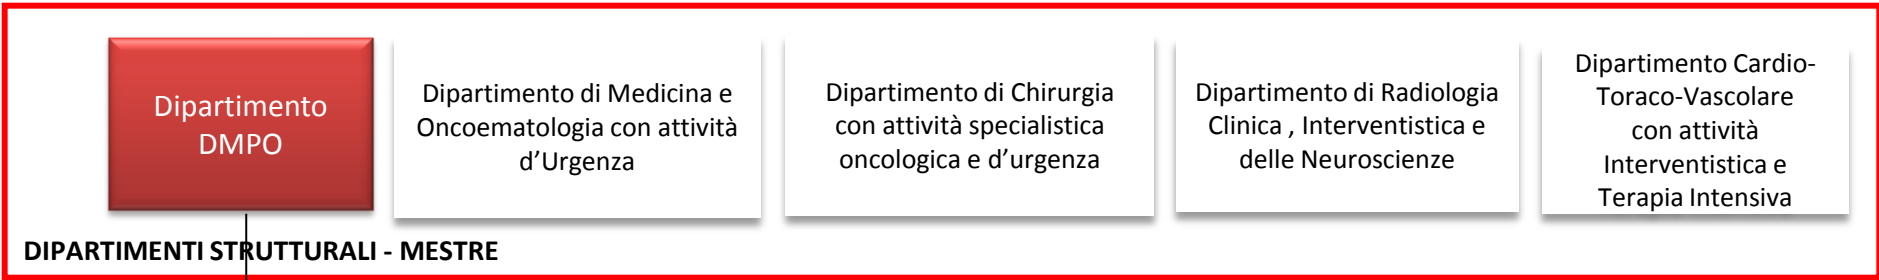 Dipartimento
DMPO
Dipartimento di Medicina e
Oncoematologia con attività
d’Urgenza
Dipartimento di Chirurgia
con attività specialistica
oncologica e d’urgenza
Dipartimento di Radiologia
Clinica , Interventistica e
delle Neuroscienze
Dipartimento Cardio-
Toraco-Vascolare
con attività
Interventistica e
Terapia Intensiva
DIPARTIMENTI STRUTTURALI - MESTRE